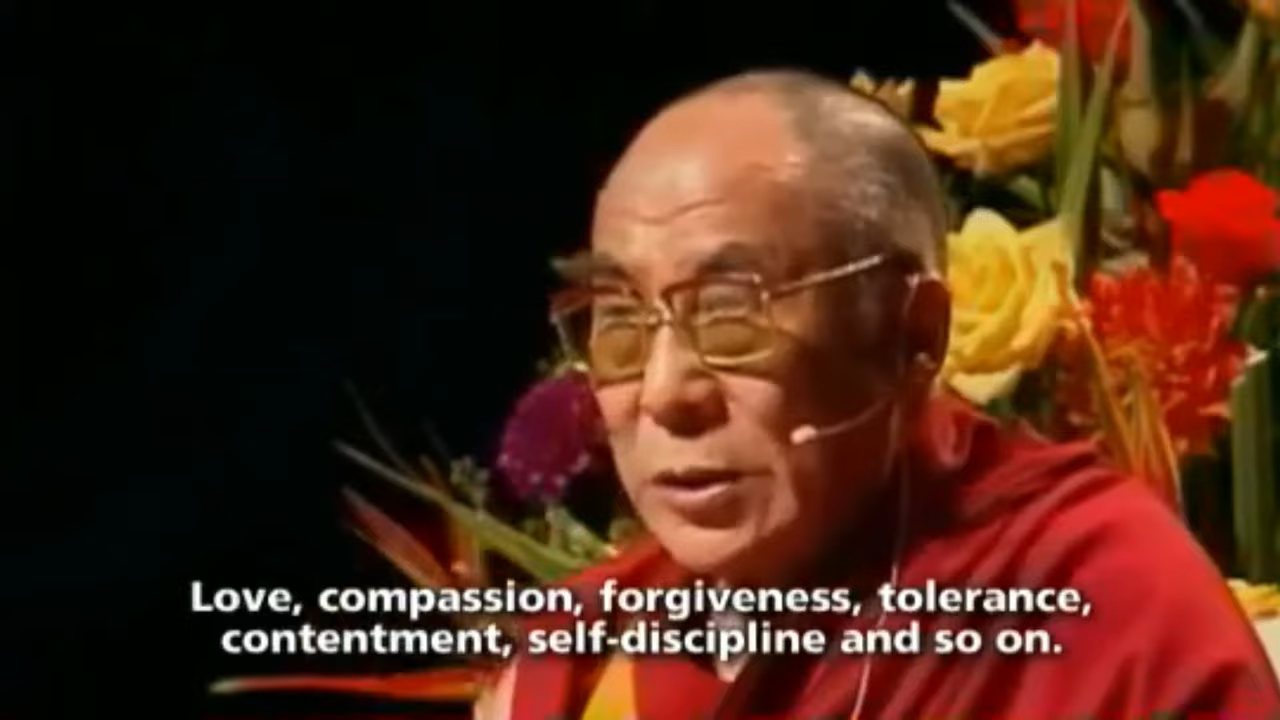 Love, compassion, forgiveness, tolerance,
contentment, self-discipline and so on.